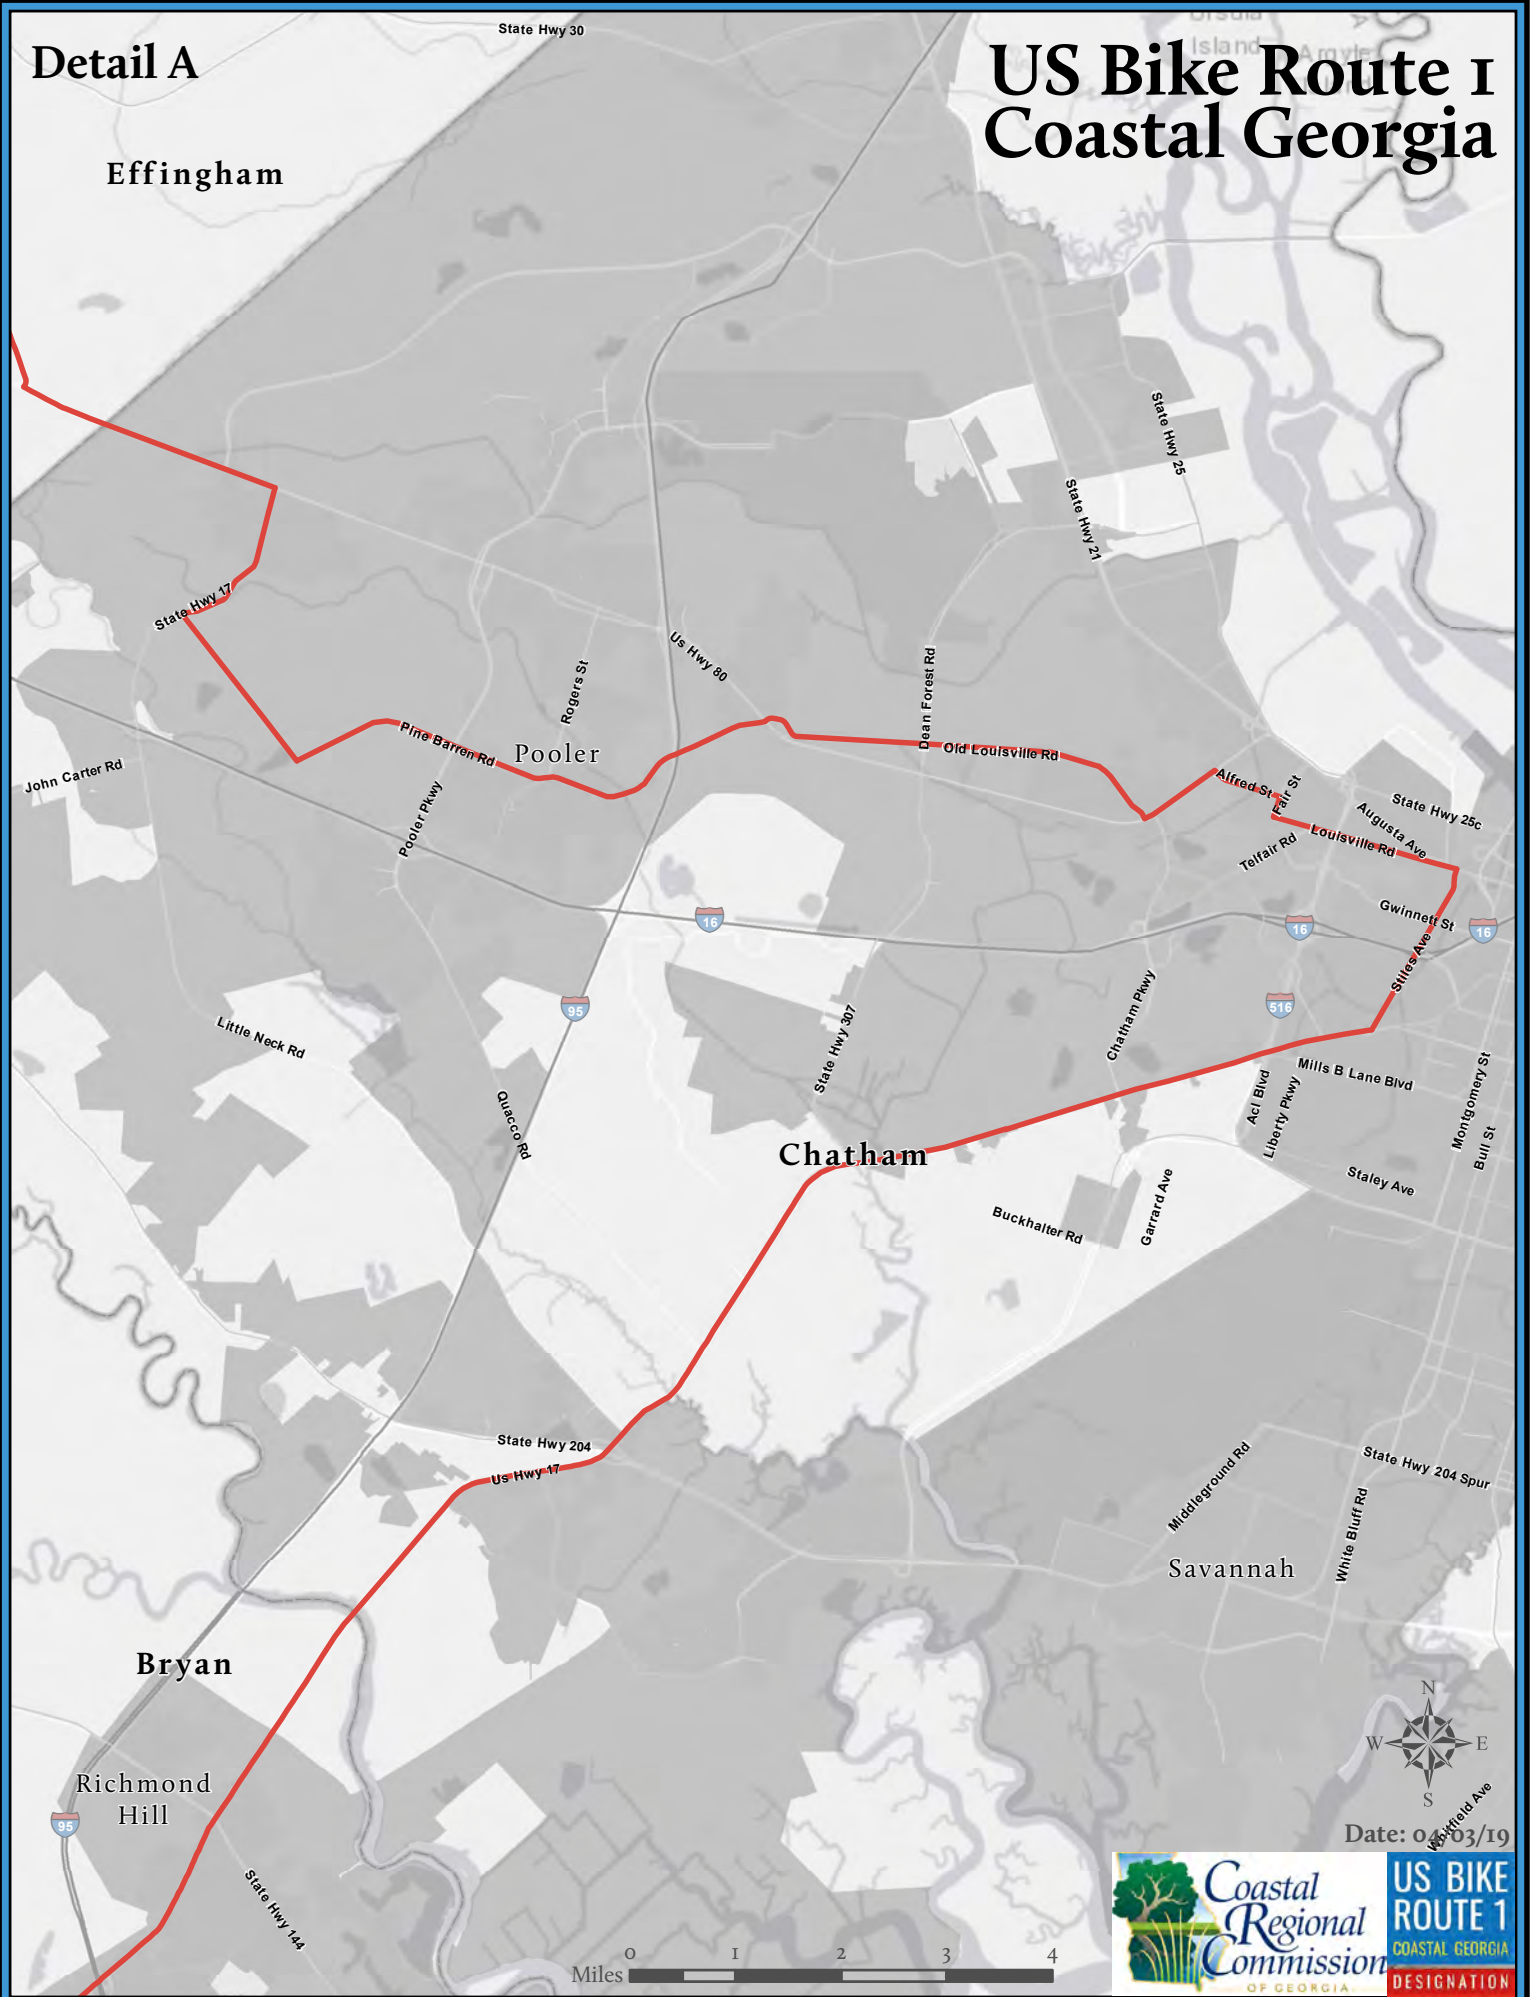 State Hwy 30
Detail A
US Bike Route 1
Coastal Georgia
Ursula
Island
Argyle
Effingham
State Hwy 25
State Hwy 21
State Hwy 17
Us Hwy 80
Rogers St
Dean Forest Rd
Pine Barren Rd
Pooler
Old Louisville Rd
John Carter Rd
Pooler Pkwy
Alfred St
Fair St
State Hwy 25c
Augusta Ave
Louisville Rd
Telfair Rd
Gwinnett St
16
16
16
Stiles Ave
95
516
Little Neck Rd
State Hwy 307
Chatham Pkwy
Mills B Lane Blvd
Quacco Rd
Acl Blvd
Liberty Pkwy
Montgomery St
Bull St
Chatham
Staley Ave
Buckhalter Rd
Garrard Ave
State Hwy 204
Us Hwy 17
Middleground Rd
State Hwy 204 Spur
White Bluff Rd
Savannah
Bryan
N
W
E
S
Richmond
Hill
95
Whitfield Ave
Date: 04/03/19
State Hwy 144
0 1 2 3 4
Miles
Coastal
Regional
Commission
OF GEORGIA
US BIKE
ROUTE 1
COASTAL GEORGIA
DESIGNATION